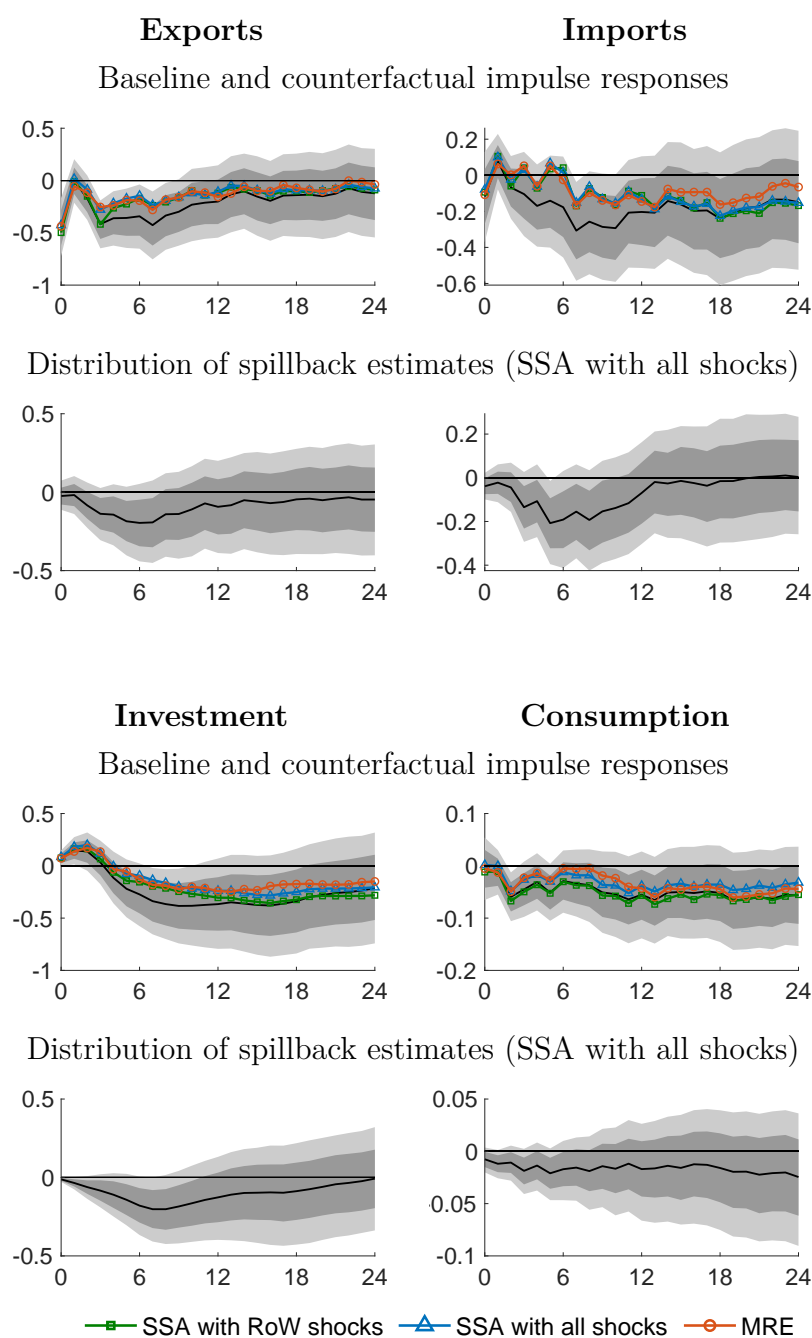 Exports Imports
Baseline and counterfactual impulse responses
0.5
0
-0.5
-1
0 6 12 18 24
0.2
0
-0.2
-0.4
-0.6
0 6 12 18 24
Distribution of spillback estimates (SSA with all shocks)
0.5
0
-0.5
0 6 12 18 24
0.2
0
-0.2
-0.4
0 6 12 18 24
Investment Consumption
Baseline and counterfactual impulse responses
0.5
0
-0.5
-1
0 6 12 18 24
0.1
0
-0.1
-0.2
0 6 12 18 24
Distribution of spillback estimates (SSA with all shocks)
0.5
0
-0.5
0 6 12 18 24
0.05
0
0.05
-0.1
0 6 12 18 24
SSA with RoW shocks SSA with all shocks MRE